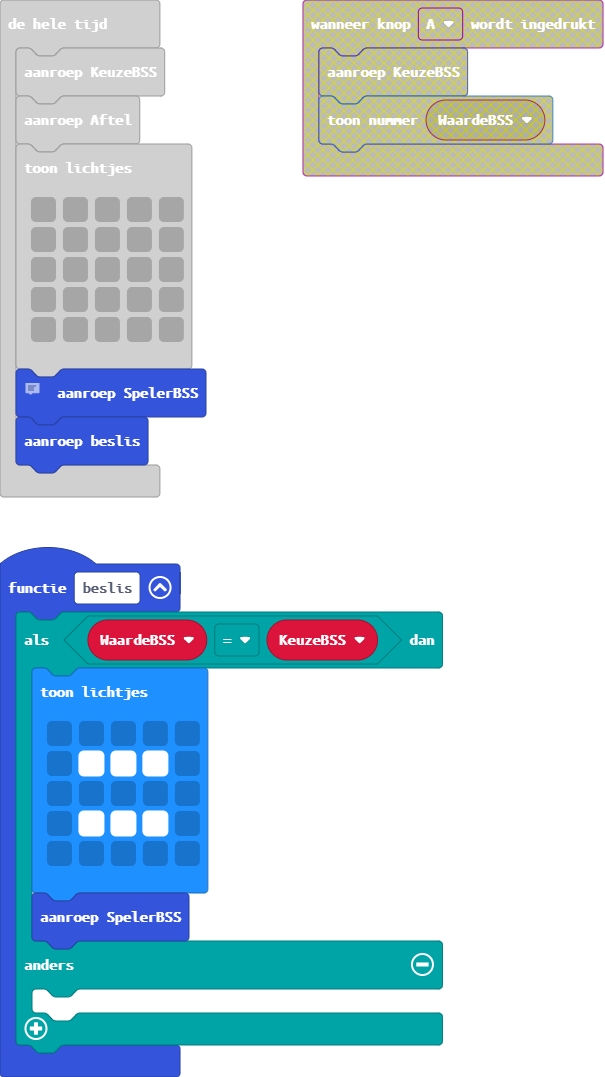 de hele tijd
aanroep KeuzeBSS
aanroep Aftel
toon lichtjes
aanroep SpelerBSS
aanroep beslis
wanneer knop A wordt ingedrukt
aanroep KeuzeBSS
toon nummer WaardeBSS
functie beslis
als WaardeBSS = KeuzeBSS dan
toon lichtjes
aanroep SpelerBSS
anders